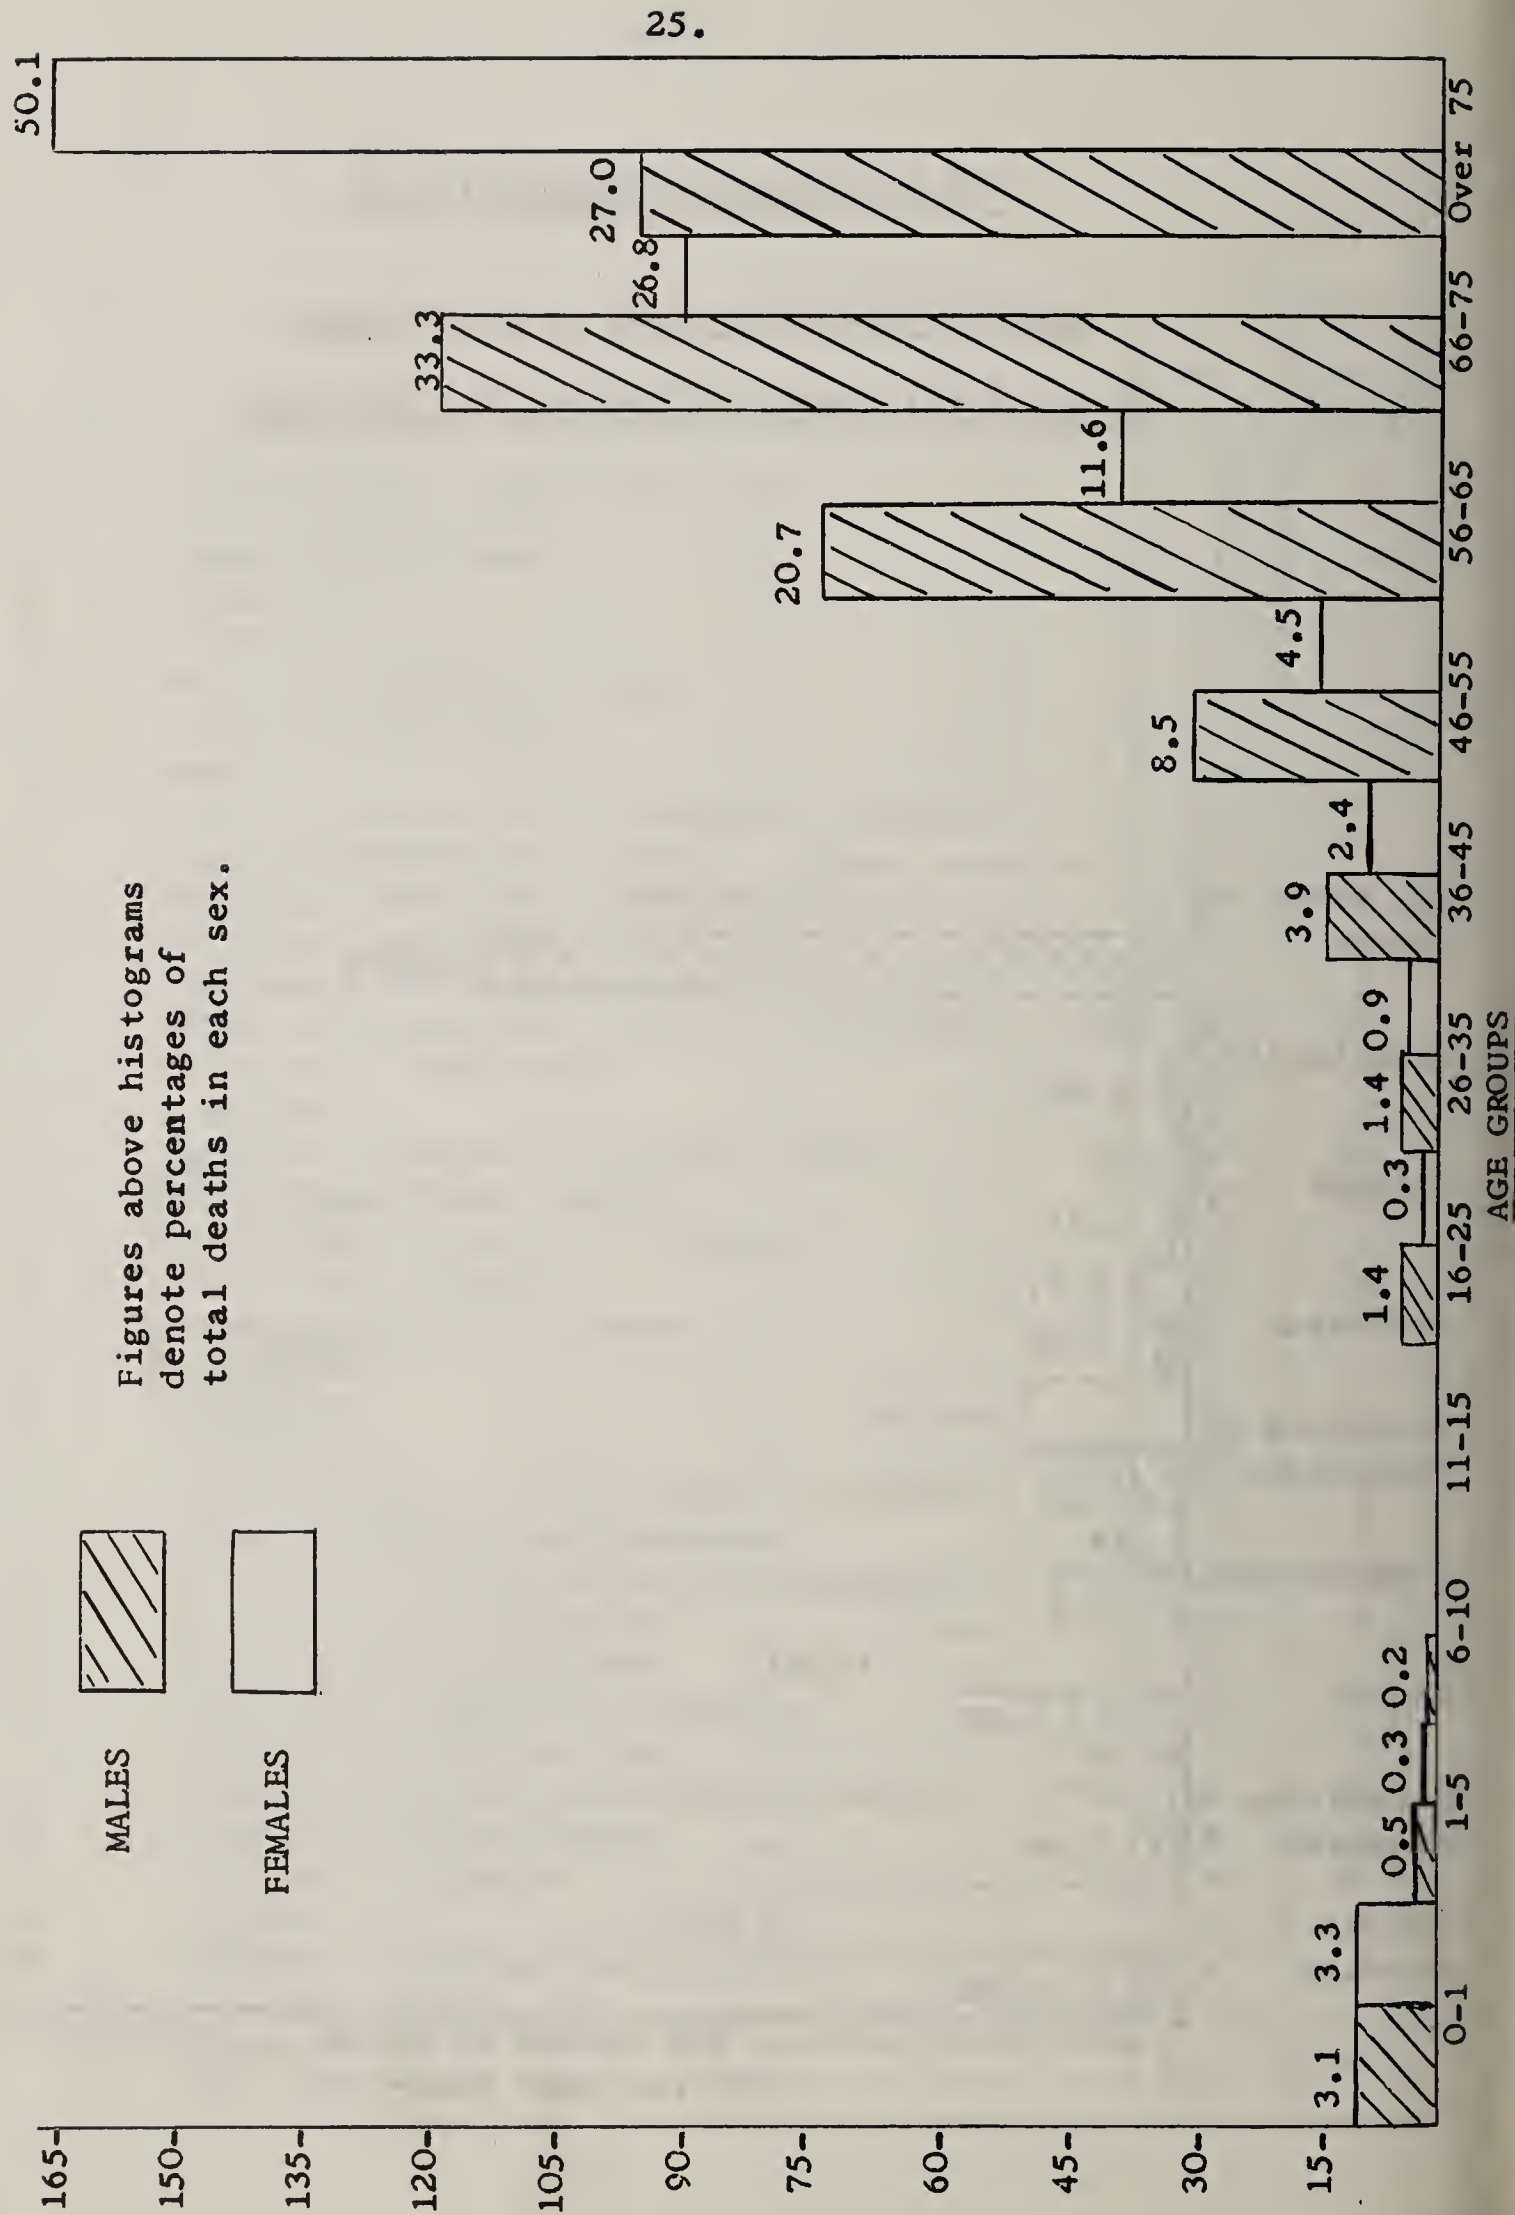 25.
MALES
FEMALES
Figures above histograms
denote percentages of
total deaths in each sex.
165-
150-
135-
120-
105-
90-
75-
60-
45-
30-
15-
3.1 3.3
0.5 0.3 0.2
1.4 0.3
1.4 0.9
3.9 2.4
8.5 4.5
20.7 11.6
33.3 26.8
27.0 50.1
0-1 1-5 6-10 11-15 16-25 26-35 36-45 46-55 56-65 66-75 Over 75
AGE GROUPS